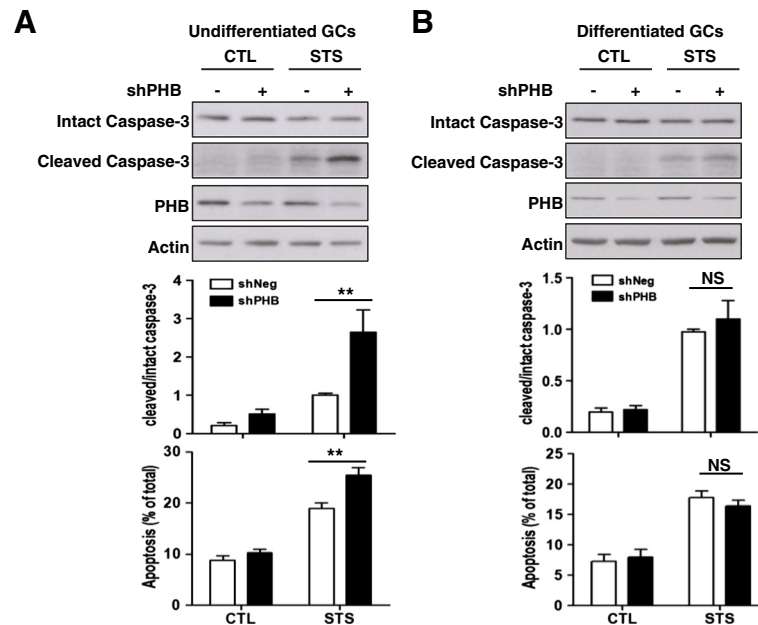 A
Undifferentiated GCs
CTL STS
shPHB - + - +
Intact Caspase-3
Cleaved Caspase-3
PHB
Actin
cleaved/intact caspase-3
4
3
2
1
0
shNeg
shPHB
**
Apoptosis (% of total)
30
20
10
0
**
CTL STS
B
Differentiated GCs
CTL STS
shPHB - + - +
Intact Caspase-3
Cleaved Caspase-3
PHB
Actin
cleaved/intact caspase-3
1.5
1.0
0.5
0.0
shNeg
shPHB
NS
Apoptosis (% of total)
25
20
15
10
5
0
NS
CTL STS